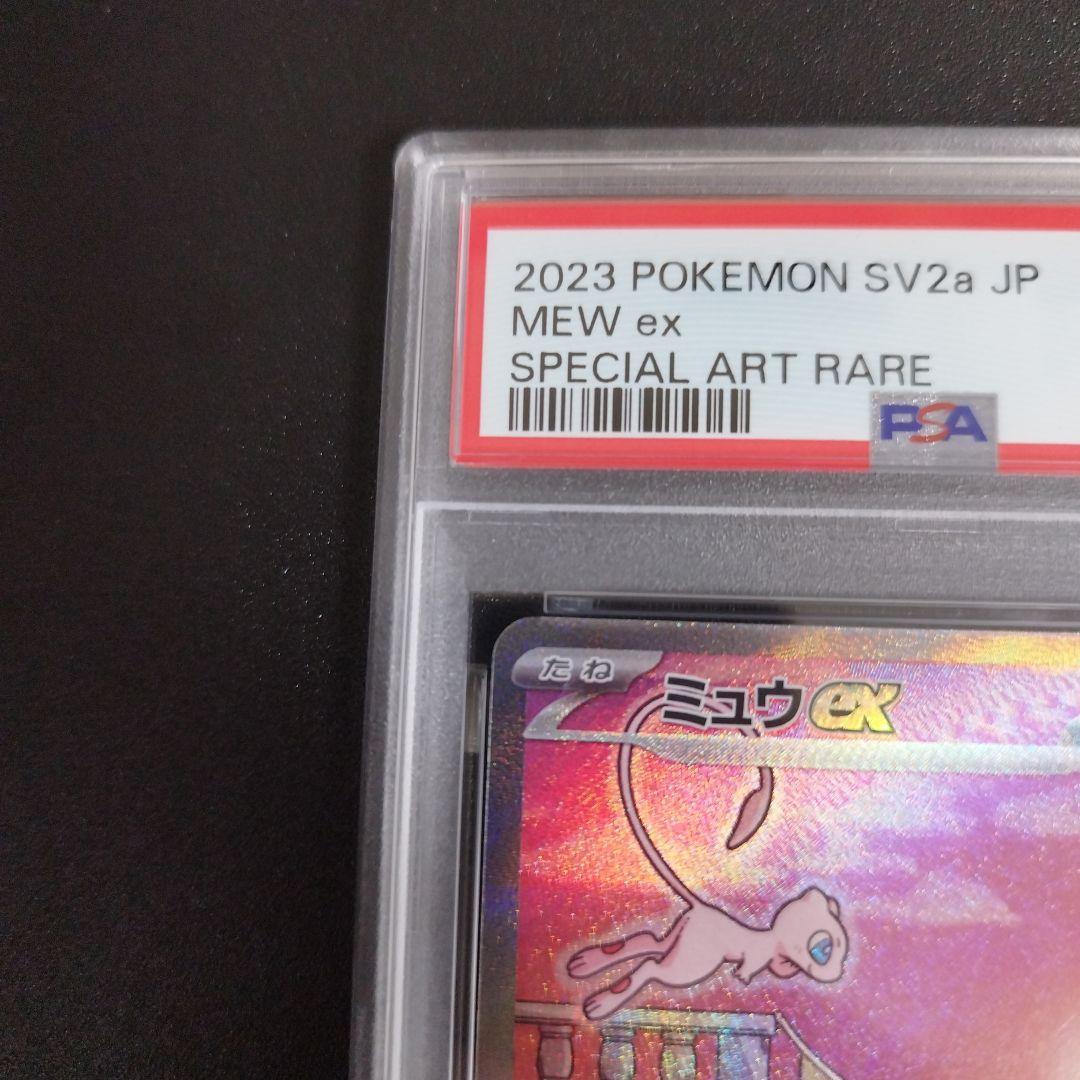 2023 POKEMON SV2a JP
MEW ex
SPECIAL ART RARE
PSA
たね
ミュウex